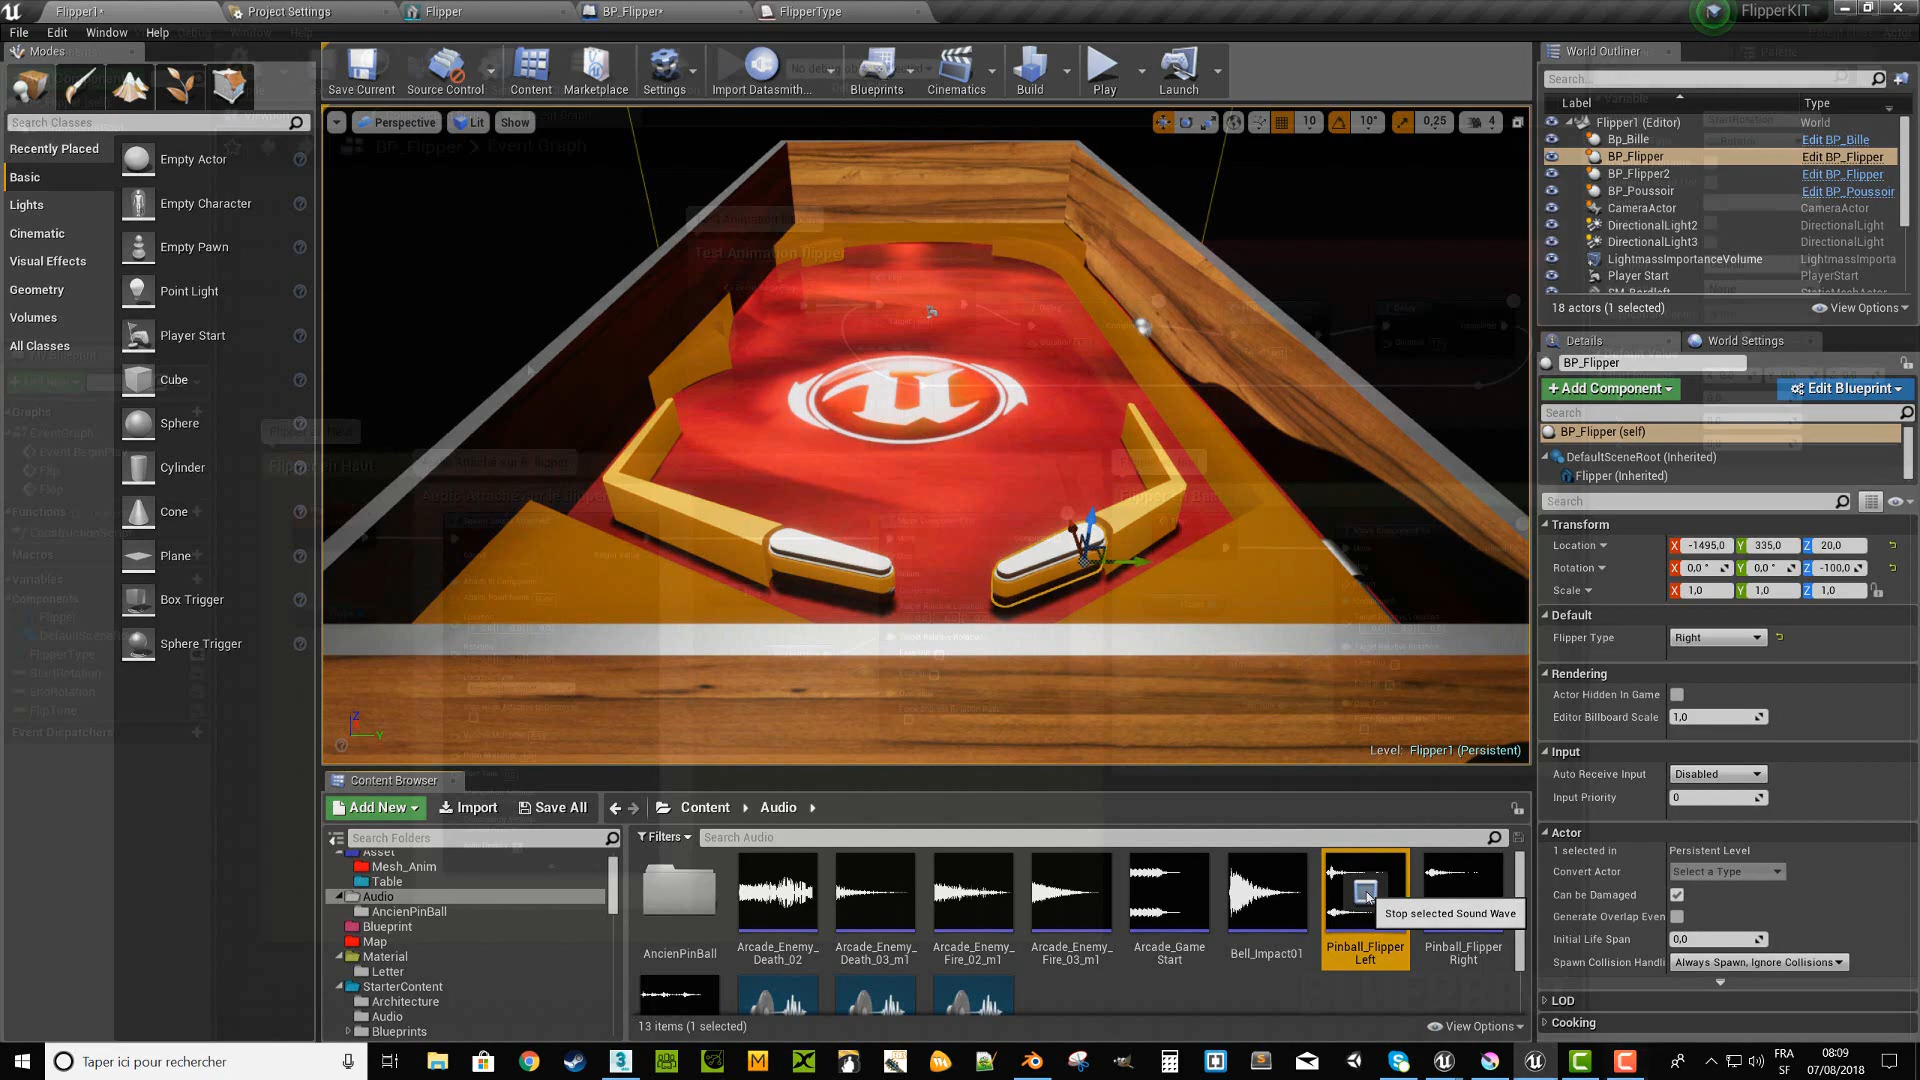 Flipper1*
Project Settings
Flipper
BP_Flipper*
FlipperType
FlipperKIT
File
Edit
Window
Help
Modes
Search Classes
Recently Placed
Basic
Lights
Cinematic
Visual Effects
Geometry
Volumes
All Classes
Empty Actor
Empty Character
Empty Pawn
Point Light
Player Start
Cube
Sphere
Cylinder
Cone
Plane
Box Trigger
Sphere Trigger
Save Current
Source Control
Content
Marketplace
Settings
Import Datasmith...
Blueprints
Cinematics
Build
Play
Launch
Perspective
Lit
Show
10
10°
0,25
4
BP_Flipper > Event Graph
Test Animation flipper
Flipper en Haut
Level: Flipper1 (Persistent)
World Outliner
Search...
Label
Type
Flipper1 (Editor)
World
Bp_Bille
Edit BP_Bille
BP_Flipper
Edit BP_Flipper
BP_Flipper2
Edit BP_Flipper
BP_Poussoir
Edit BP_Poussoir
CameraActor
CameraActor
DirectionalLight2
DirectionalLight
DirectionalLight3
DirectionalLight
LightmassImportanceVolume
LightmassImporta
Player Start
PlayerStart
18 actors (1 selected)
View Options
Details
World Settings
BP_Flipper
+Add Component
Edit Blueprint
Search
BP_Flipper (self)
DefaultSceneRoot (Inherited)
Flipper (Inherited)
Search
Transform
Location
X
-1495,0
Y
335,0
Z
20,0
Rotation
X
0,0 °
Y
0,0 °
Z
-100,0
Scale
X
1,0
Y
1,0
Z
1,0
Default
Flipper Type
Right
Rendering
Actor Hidden In Game
Editor Billboard Scale
1,0
Input
Auto Receive Input
Disabled
Input Priority
0
Actor
1 selected in
Persistent Level
Convert Actor
Select a Type
Can be Damaged
Generate Overlap Even
Initial Life Span
0,0
Spawn Collision Handli
Always Spawn, Ignore Collisions
LOD
Cooking
Content Browser
Add New
Import
Save All
Content
Audio
Search Folders
Filters
Search Audio
Asset
Mesh_Anim
Table
Audio
AncienPinBall
Blueprint
Map
Material
Letter
StarterContent
Architecture
Audio
Blueprints
AncienPinBall
Arcade_Enemy_
Death_02
Arcade_Enemy_
Death_03_m1
Arcade_Enemy_
Fire_02_m1
Arcade_Enemy_
Fire_03_m1
Arcade_Game
Start
Bell_Impact01
Pinball_Flipper
Left
Pinball_Flipper
Right
Stop selected Sound Wave
13 items (1 selected)
View Options
Taper ici pour rechercher
FRA
SF
08:09
07/08/2018